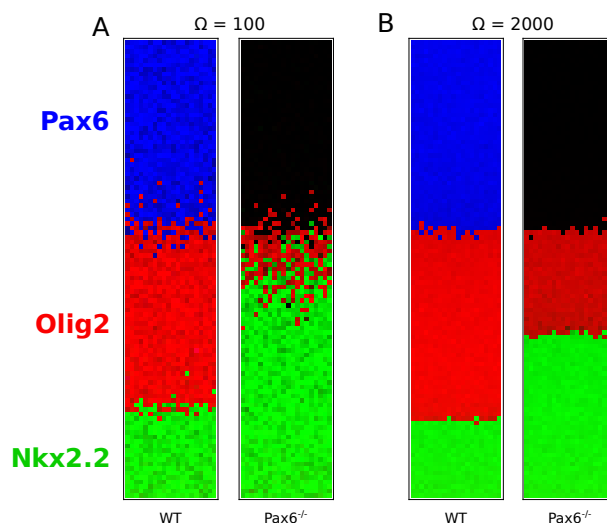 A
Ω = 100
B
Ω = 2000
Pax6
Olig2
Nkx2.2
WT
Pax6⁻/⁻
WT
Pax6⁻/⁻